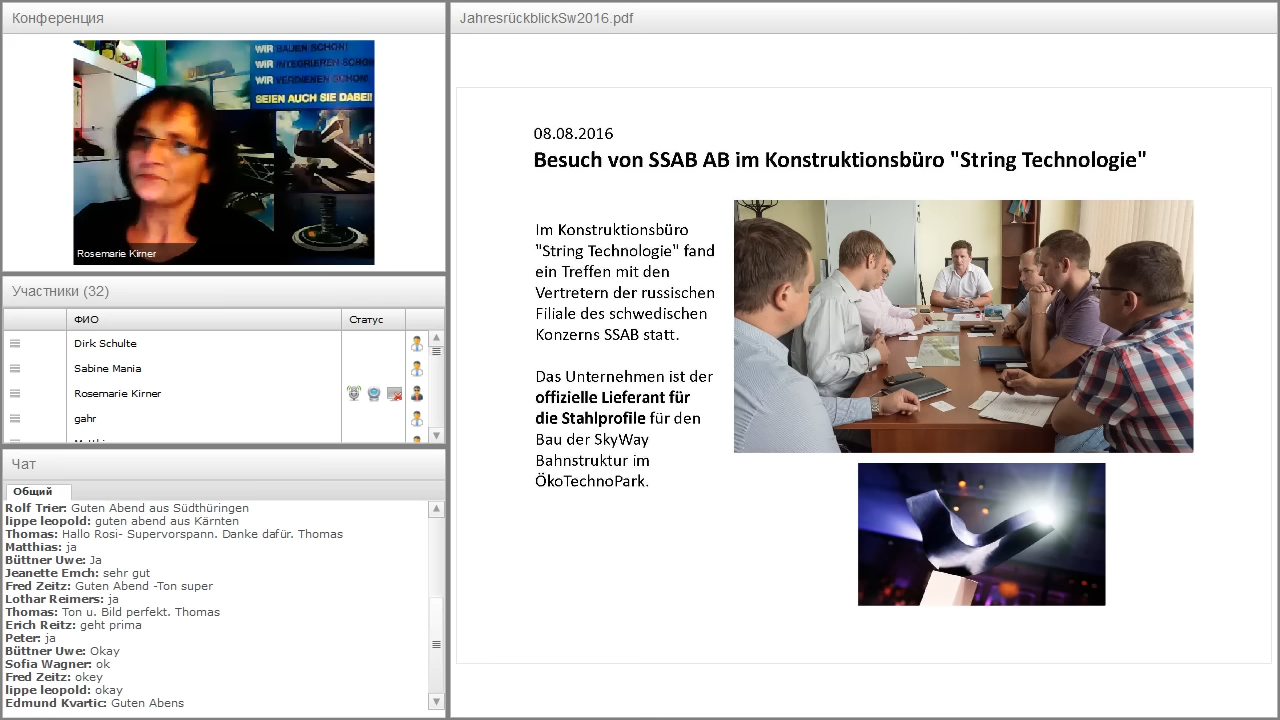 Конференция
WIR BAUEN SCHON!
WIR INTEGRIEREN SCHON
WIR VERDIENEN SCHON!
SEIEN AUCH SIE DABEI!
Rosemarie Kirner
Участники (32)
ФИО Статус
Dirk Schulte
Sabine Mania
Rosemarie Kirner
gahr
Чат
Общий
Rolf Trier: Guten Abend aus Südthüringen
lippe leopold: guten abend aus Kärnten
Thomas: Hallo Rosi- Supervorspann. Danke dafür. Thomas
Matthias: ja
Büttner Uwe: Ja
Jeanette Emch: sehr gut
Fred Zeitz: Guten Abend -Ton super
Lothar Reimers: ja
Thomas: Ton u. Bild perfekt. Thomas
Erich Reitz: geht prima
Peter: ja
Büttner Uwe: Okay
Sofia Wagner: ok
Fred Zeitz: okey
lippe leopold: okay
Edmund Kvartic: Guten Abens
JahresrückblickSw2016.pdf
08.08.2016
Besuch von SSAB AB im Konstruktionsbüro "String Technologie"
Im Konstruktionsbüro
"String Technologie" fand
ein Treffen mit den
Vertretern der russischen
Filiale des schwedischen
Konzerns SSAB statt.
Das Unternehmen ist der
offizielle Lieferant für
die Stahlprofile für den
Bau der SkyWay
Bahnstruktur im
ÖkoTechnoPark.